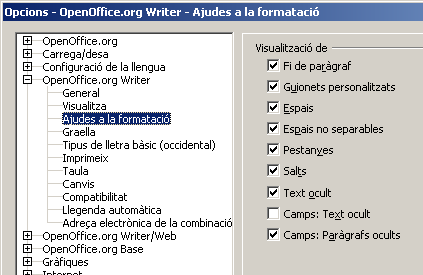 Opcions - OpenOffice.org Writer - Ajudes a la formatació
OpenOffice.org
Carrega/desa
Configuració de la llengua
OpenOffice.org Writer
General
Visualitza
Ajudes a la formatació
Graella
Tipus de lletra bàsic (occidental)
Imprimeix
Taula
Canvis
Compatibilitat
Llegenda automàtica
Adreça electrònica de la combinació
OpenOffice.org Writer/Web
OpenOffice.org Base
Gràfiques
Internet
Visualització de
Fi de paràgraf
Guionets personalitzats
Espais
Espais no separables
Pestanyes
Salts
Text ocult
Camps: Text ocult
Camps: Paràgrafs ocults